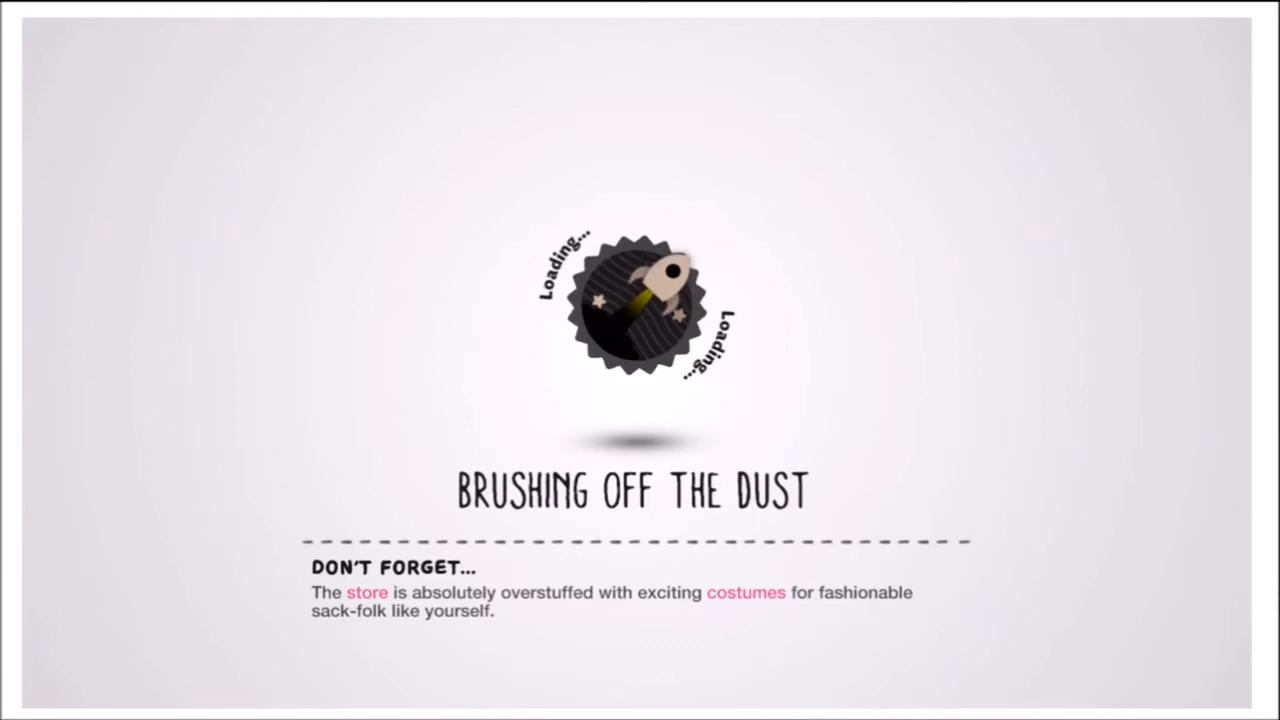 Loading...
Loading...
BRUSHING OFF THE DUST
DON'T FORGET...
The store is absolutely overstuffed with exciting costumes for fashionable
sack-folk like yourself.